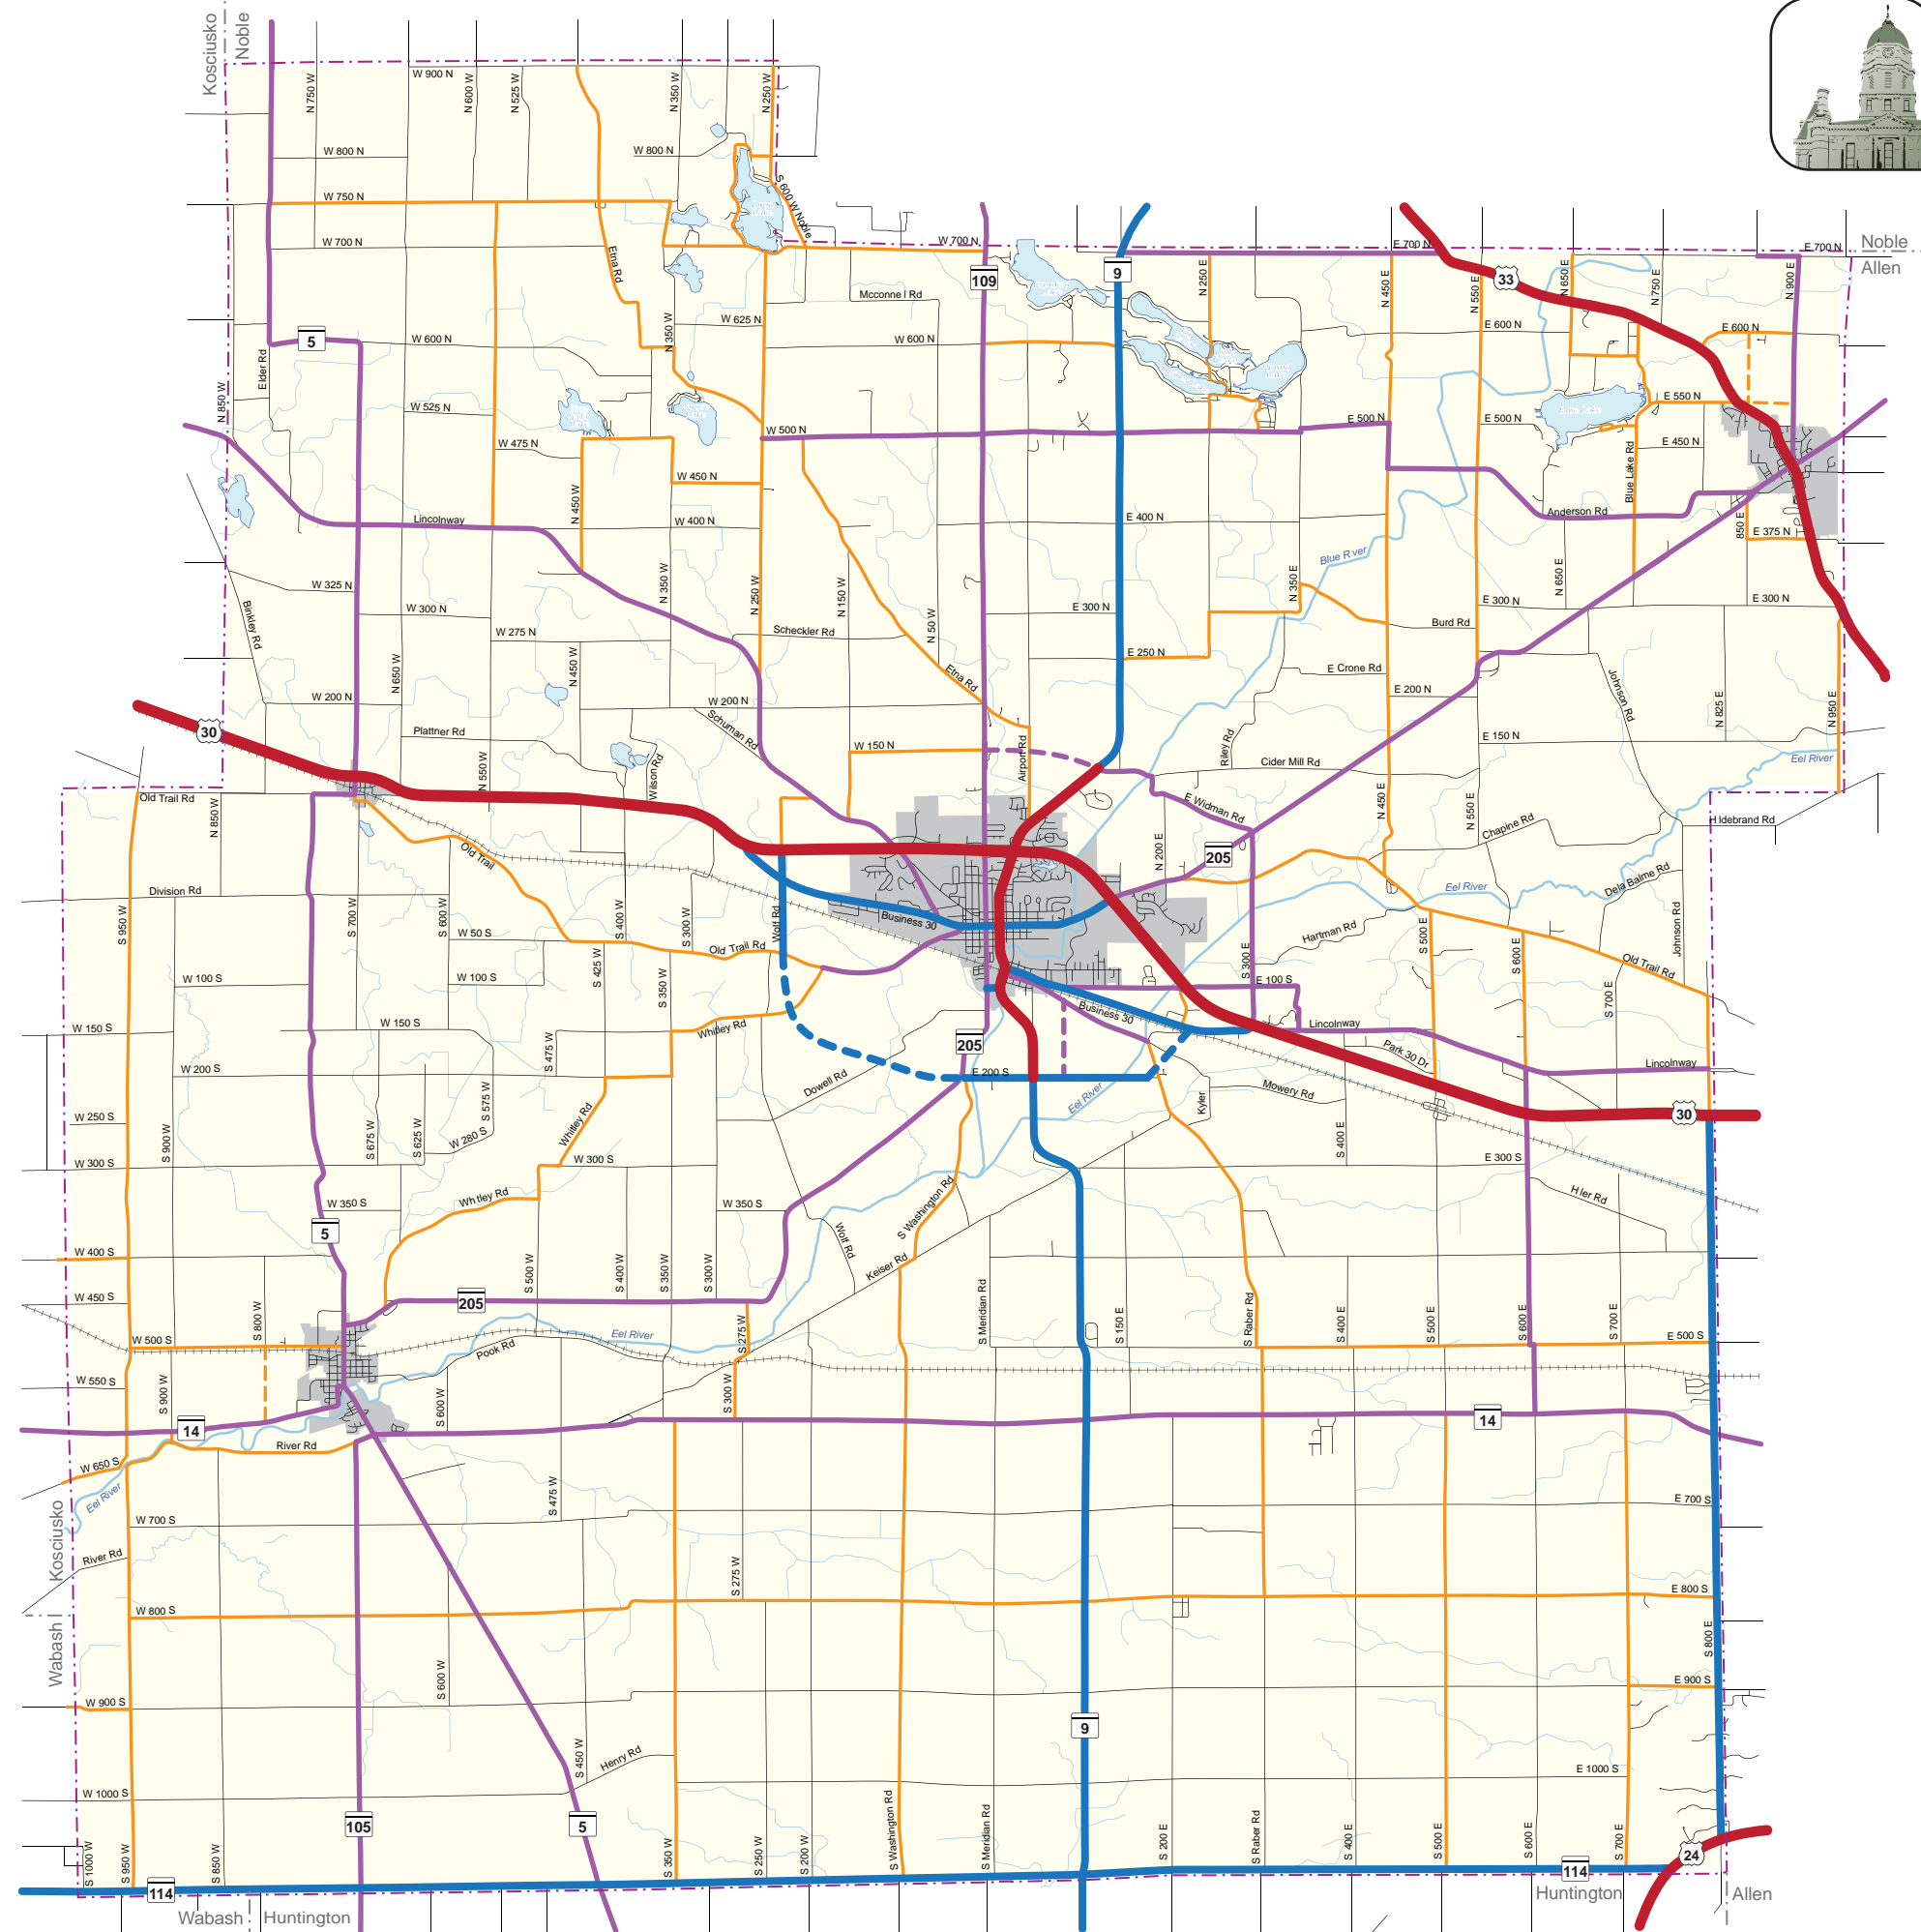 Kosciusko
Noble
W 900 N
N 750 W
N 600 W
N 525 W
N 350 W
N 250 W
W 800 N
W 800 N
W 750 N
S 600 W Noble
W 700 N
W 700 N
E 700 N
E 700 N
Noble
Allen
Etna Rd
109
9
33
N 250 E
N 450 E
N 550 E
N 650 E
N 750 E
N 900 E
Mcconne l Rd
W 625 N
E 600 N
E 600 N
5
W 600 N
N 350 W
W 600 N
Elder Rd
N 850 W
W 525 N
W 500 N
E 500 N
E 500 N
E 550 N
W 475 N
E 450 N
W 450 N
Blue Lake Rd
N 450 W
Lincolnway
W 400 N
E 400 N
Anderson Rd
850 E
E 375 N
Blue R ver
W 325 N
N 350 W
N 250 W
N 150 W
N 350 E
N 650 E
Binkley Rd
W 300 N
N 50 W
E 300 N
E 300 N
E 300 N
W 275 N
Scheckler Rd
Burd Rd
E 250 N
N 650 W
N 450 W
Etna Rd
E Crone Rd
Johnson Rd
W 200 N
W 200 N
E 200 N
N 825 E
N 950 E
30
Plattner Rd
Schuman Rd
W 150 N
Airport Rd
Riley Rd
E 150 N
N 550 W
Wilson Rd
Cider Mill Rd
Eel River
Old Trail Rd
N 850 W
E Widman Rd
N 450 E
N 550 E
Chapine Rd
H ldebrand Rd
Old Trail
N 200 E
205
Division Rd
Eel River
Dela Balme Rd
S 950 W
S 700 W
S 600 W
S 400 W
S 300 W
Wolf Rd
Business 30
W 50 S
Old Trail Rd
Hartman Rd
S 500 E
S 600 E
Johnson Rd
S 300 E
Old Trail Rd
W 100 S
W 100 S
S 425 W
S 350 W
E 100 S
S 700 E
W 150 S
W 150 S
Whitley Rd
Business 30
Lincolnway
S 475 W
205
Park 30 Dr
Lincolnway
W 200 S
Dowell Rd
E 200 S
Eel River
Kyler
Mowery Rd
S 575 W
W 250 S
30
S 900 W
S 675 W
S 625 W
W 280 S
Whitley Rd
S 400 E
W 300 S
W 300 S
E 300 S
W 350 S
Wh tley Rd
W 350 S
S Washington Rd
H ler Rd
5
Wolf Rd
W 400 S
Keiser Rd
S 500 W
S 400 W
S 350 W
S 300 W
W 450 S
205
S 800 W
S 275 W
S Meridian Rd
S 150 E
S Raber Rd
S 400 E
S 500 E
S 600 E
S 700 E
W 500 S
Eel River
E 500 S
Pook Rd
W 550 S
S 900 W
S 600 W
S 300 W
14
14
River Rd
W 650 S
Eel River
S 475 W
E 700 S
W 700 S
Kosciusko
River Rd
S 275 W
E 800 S
W 800 S
Wabash
S 600 W
S 800 E
W 900 S
E 900 S
9
S 450 W
Henry Rd
E 1000 S
W 1000 S
105
5
S 1000 W
S 950 W
S 850 W
S 350 W
S 250 W
S 200 W
S Washington Rd
S Meridian Rd
S 200 E
S Raber Rd
S 400 E
S 500 E
S 600 E
S 700 E
24
114
114
Wabash
Huntington
Huntington
Allen